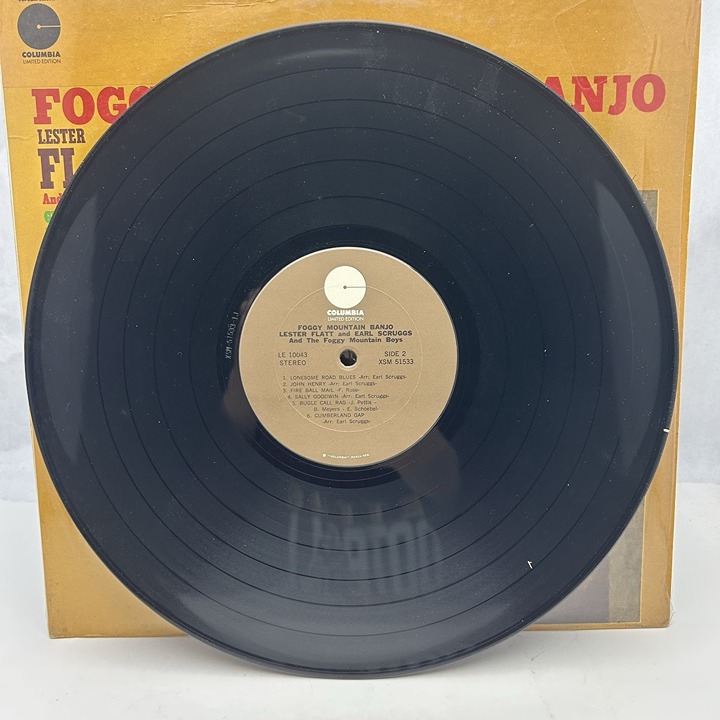 COLUMBIA
LIMITED EDITION
FOGG
ANJO
LESTER
FL
And
COLUMBIA
LIMITED EDITION
FOGGY MOUNTAIN BANJO
LESTER FLATT and EARL SCRUGGS
And The Foggy Mountain Boys
LE 10043
SIDE 2
STEREO
XSM 51533
1. LONESOME ROAD BLUES -Arr: Earl Scruggs-
2. JOHN HENRY -Arr: Earl Scruggs-
3. FIRE BALL MAIL -F. Rose-
4. SALLY GOODWIN -Arr: Earl Scruggs-
5. BUGLE CALL RAG -J. Pettis -
B. Meyers - E. Schoebel-
6. CUMBERLAND GAP
-Arr: Earl Scruggs-